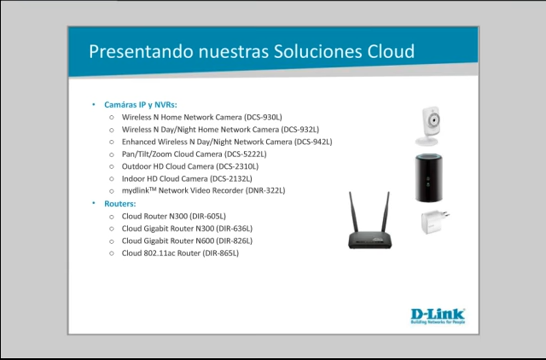 Presentando nuestras Soluciones Cloud
• Camáras IP y NVRs:
o Wireless N Home Network Camera (DCS-930L)
o Wireless N Day/Night Home Network Camera (DCS-932L)
o Enhanced Wireless N Day/Night Network Camera (DCS-942L)
o Pan/Tilt/Zoom Cloud Camera (DCS-5222L)
o Outdoor HD Cloud Camera (DCS-2310L)
o Indoor HD Cloud Camera (DCS-2132L)
o mydlink™ Network Video Recorder (DNR-322L)
• Routers:
o Cloud Router N300 (DIR-605L)
o Cloud Gigabit Router N300 (DIR-636L)
o Cloud Gigabit Router N600 (DIR-826L)
o Cloud 802.11ac Router (DIR-865L)
D-Link
Building Networks for People